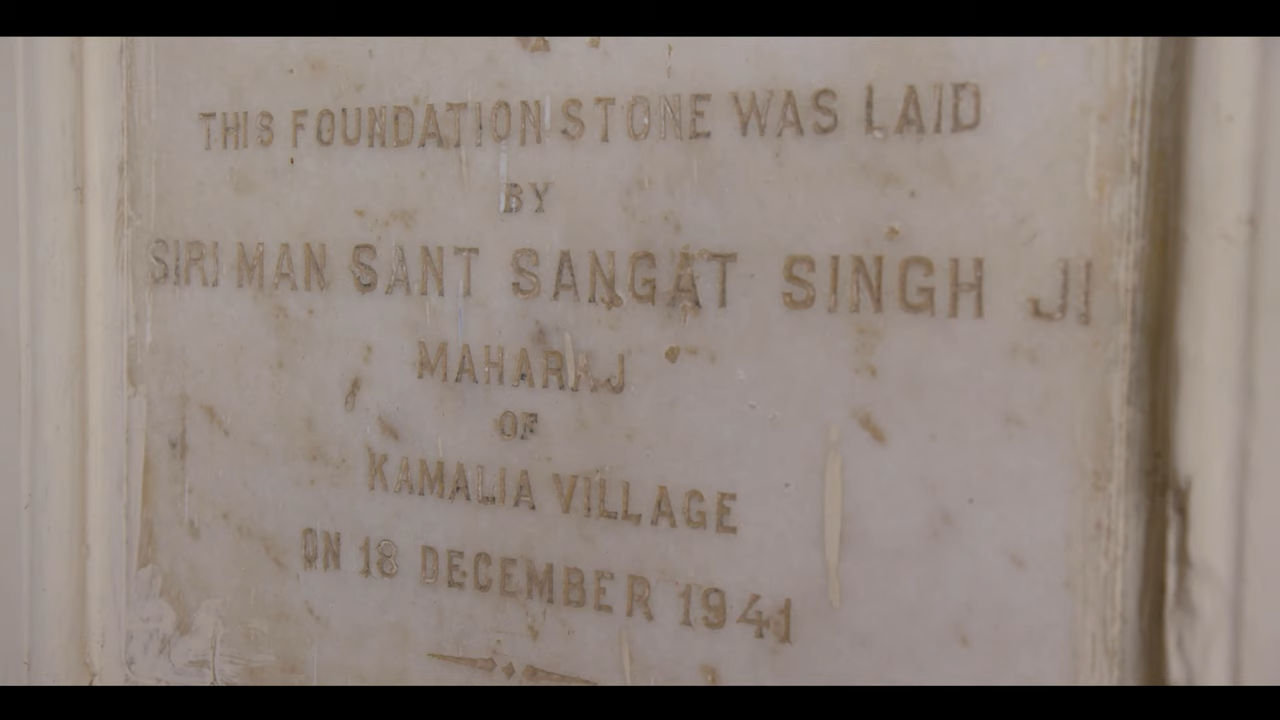 THIS FOUNDATION STONE WAS LAID
BY
SIRI MAN SANT SANGAT SINGH JI
MAHARAJ
OF
KAMALIA VILLAGE
ON 18 DECEMBER 1941